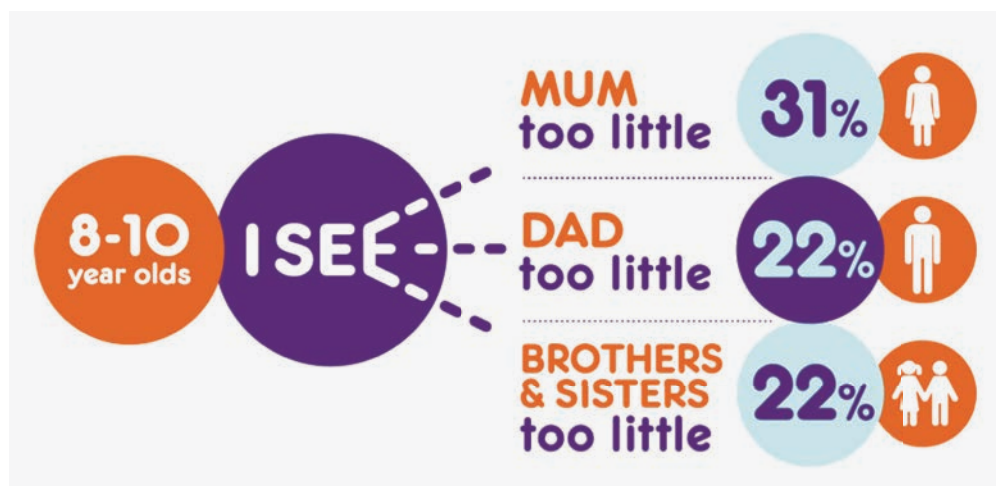 8-10
year olds
I SEE
MUM
too little
31%
DAD
too little
22%
BROTHERS
& SISTERS
too little
22%